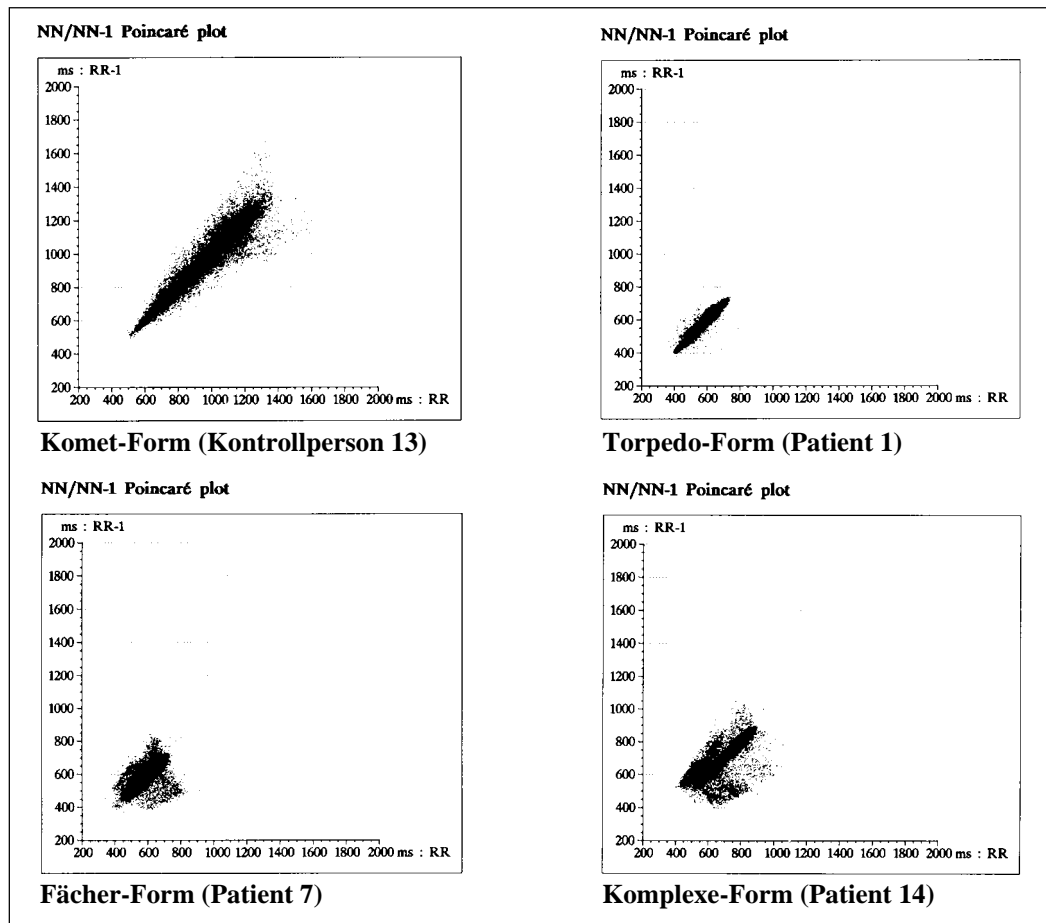 NN/NN-1 Poincaré plot
ms : RR-1
2000
1800
1600
1400
1200
1000
800
600
400
200
200 400 600 800 1000 1200 1400 1600 1800 2000 ms : RR
Komet-Form (Kontrollperson 13)
NN/NN-1 Poincaré plot
ms : RR-1
2000
1800
1600
1400
1200
1000
800
600
400
200
200 400 600 800 1000 1200 1400 1600 1800 2000 ms : RR
Torpedo-Form (Patient 1)
NN/NN-1 Poincaré plot
ms : RR-1
2000
1800
1600
1400
1200
1000
800
600
400
200
200 400 600 800 1000 1200 1400 1600 1800 2000 ms : RR
Fächer-Form (Patient 7)
NN/NN-1 Poincaré plot
ms : RR-1
2000
1800
1600
1400
1200
1000
800
600
400
200
200 400 600 800 1000 1200 1400 1600 1800 2000 ms : RR
Komplexe-Form (Patient 14)